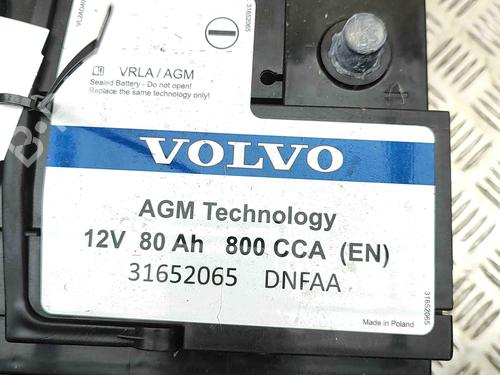 31652065
VRLA / AGM
Sealed Battery - Do not open!
Replace the same technology only!
VOLVO
AGM Technology
12V 80 Ah 800 CCA (EN)
31652065 DNFAA
31652065
Made in Poland